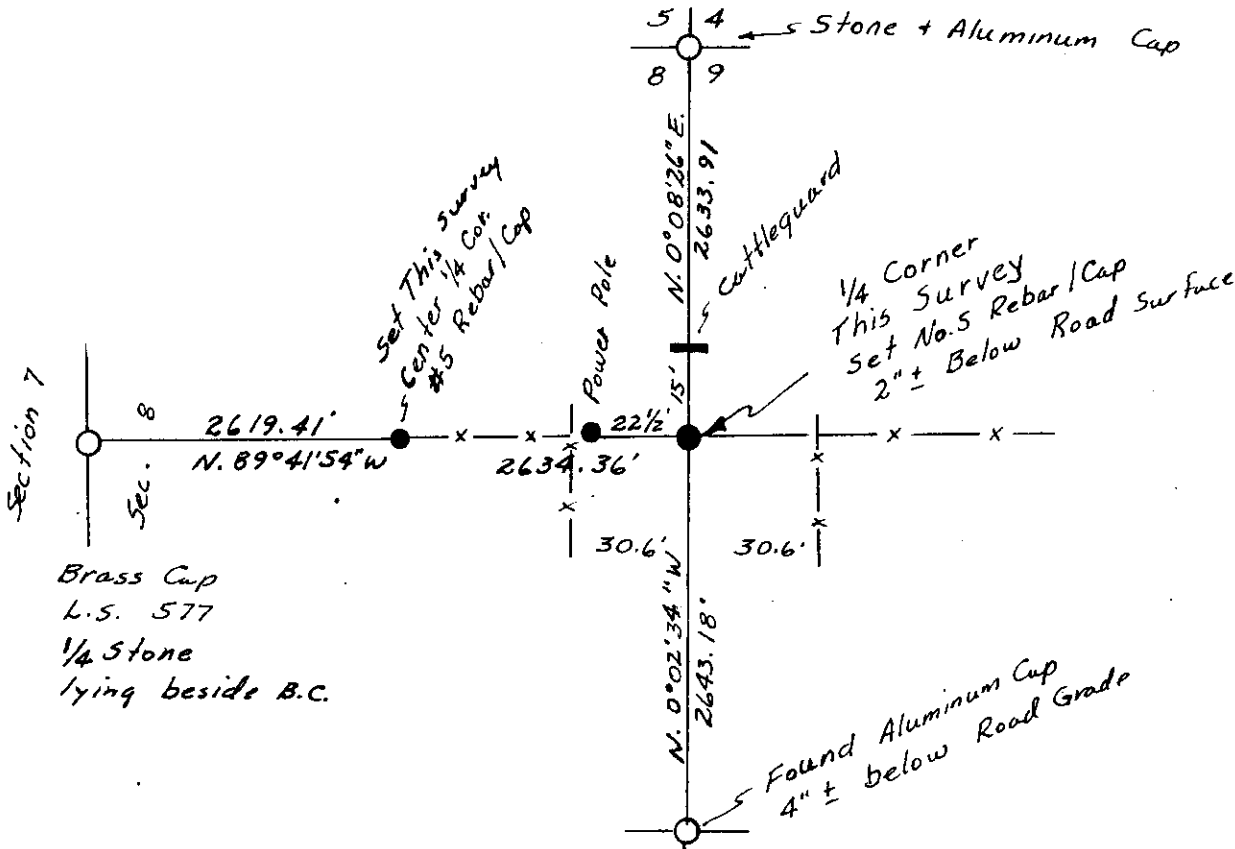 5 4
Stone + Aluminum Cap
8 9
N. 0°08'26" E.
2633.91
Set This Survey
Center 1/4 Cor.
#5 Rebar/Cap
Power Pole
Cattleguard
1/4 Corner
This Survey
Set No.5 Rebar/Cap
2"± Below Road Surface
15'
22½'
Section 7
Sec. 8
2619.41'
N. 89°41'54"W
2634.36'
x x x x x x x x
30.6' 30.6'
Brass Cap
L.S. 577
1/4 Stone
lying beside B.C.
N. 0°02'34"W
2643.18'
Found Aluminum Cap
4"± below Road Grade